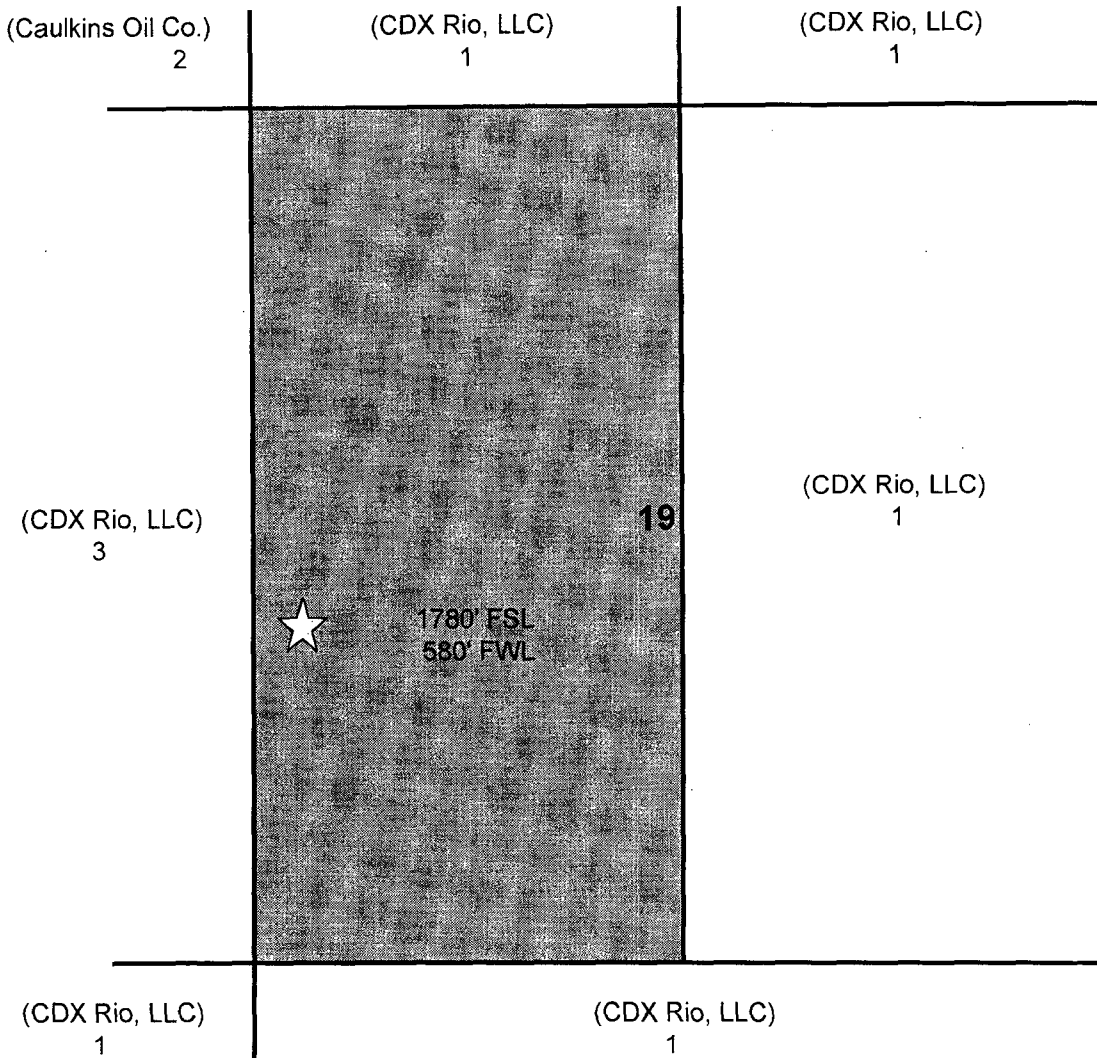 (Caulkins Oil Co.)
2
(CDX Rio, LLC)
1
(CDX Rio, LLC)
1
(CDX Rio, LLC)
3
19
1780' FSL
580' FWL
(CDX Rio, LLC)
1
(CDX Rio, LLC)
1
(CDX Rio, LLC)
1